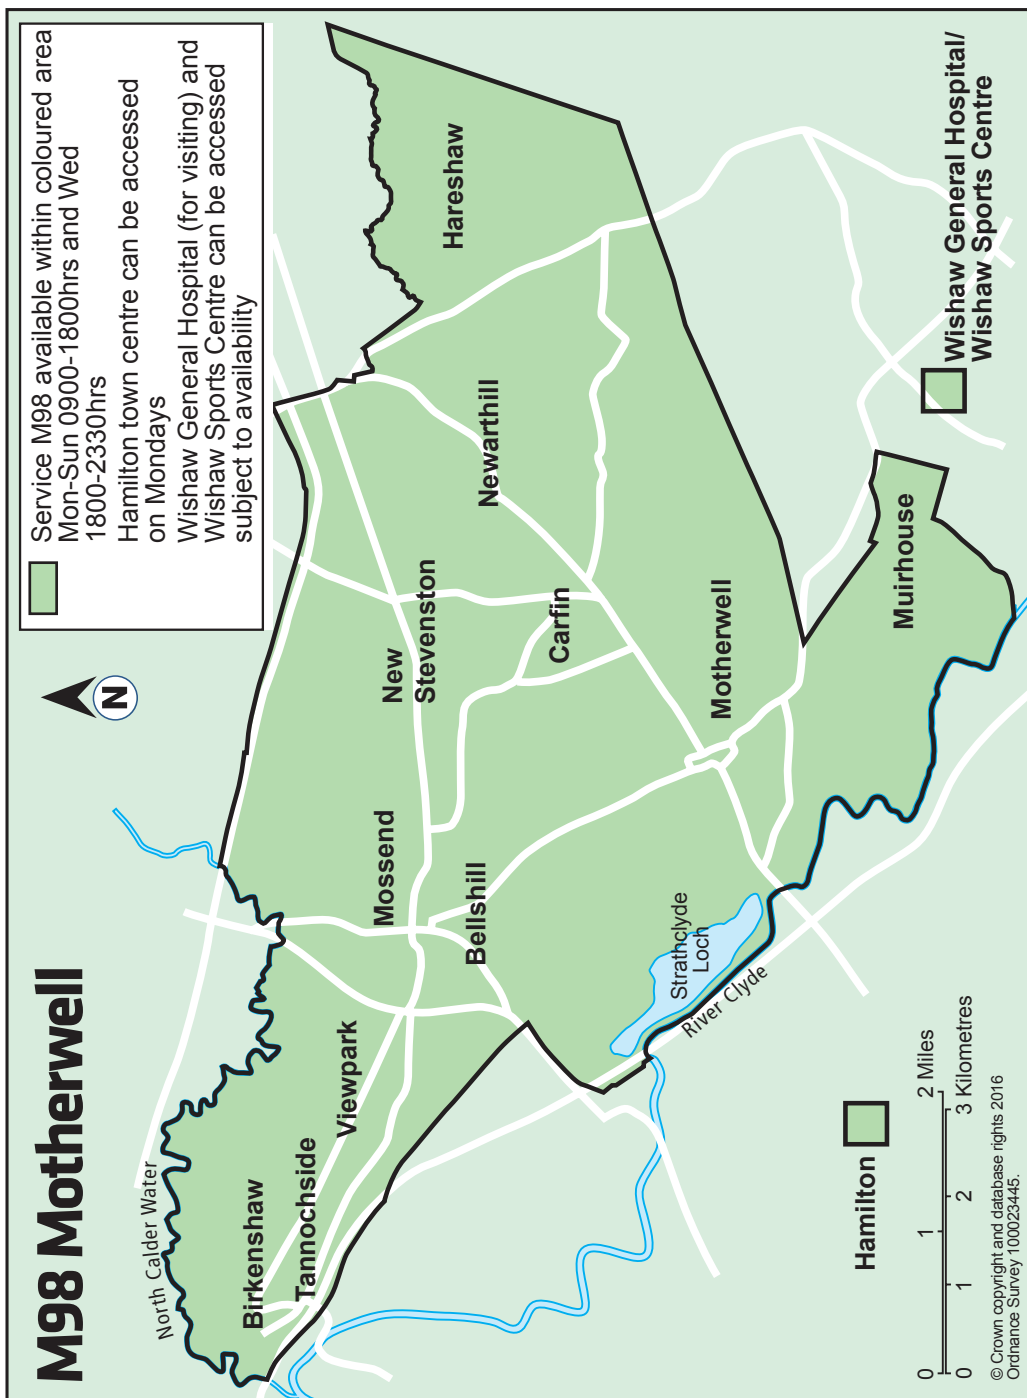 M98 Motherwell
Service M98 available within coloured area
Mon-Sun 0900-1800hrs and Wed
1800-2330hrs
Hamilton town centre can be accessed
on Mondays
Wishaw General Hospital (for visiting) and
Wishaw Sports Centre can be accessed
subject to availability
N
North Calder Water
Birkenshaw
Tannochside
Viewpark
Mossend
Bellshill
New
Stevenston
Carfin
Newarthill
Hareshaw
Motherwell
Muirhouse
Strathclyde
Loch
River Clyde
Hamilton
Wishaw General Hospital/
Wishaw Sports Centre
0 1 2 Miles
0 1 2 3 Kilometres
© Crown copyright and database rights 2016
Ordnance Survey 100023445.